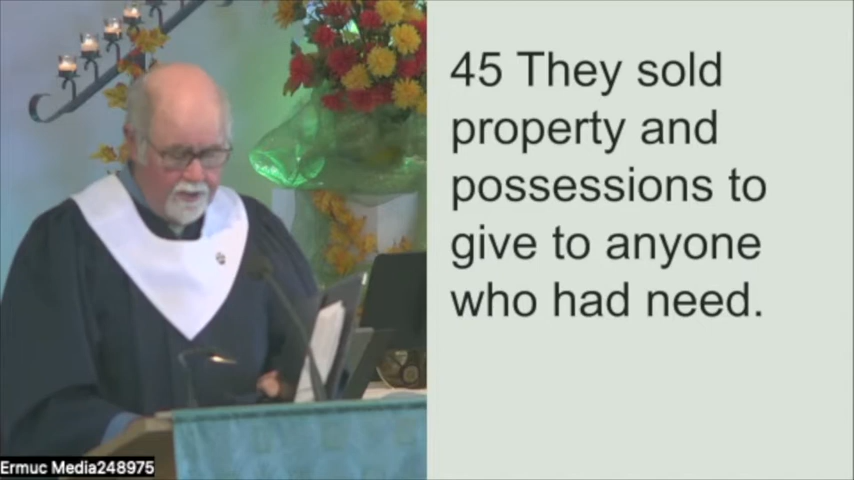 45 They sold
property and
possessions to
give to anyone
who had need.
Ermuc Media248975